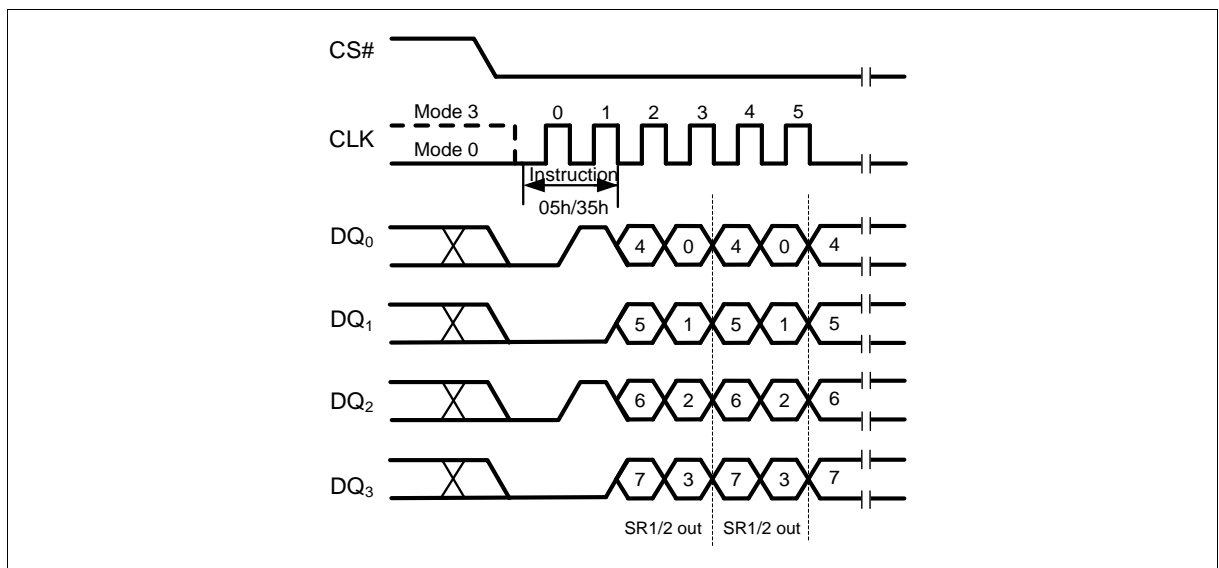 CS#
Mode 3
0 1 2 3 4 5
CLK
Mode 0
Instruction
05h/35h
DQ0 4 0 4 0 4
DQ1 5 1 5 1 5
DQ2 6 2 6 2 6
DQ3 7 3 7 3 7
SR1/2 out SR1/2 out